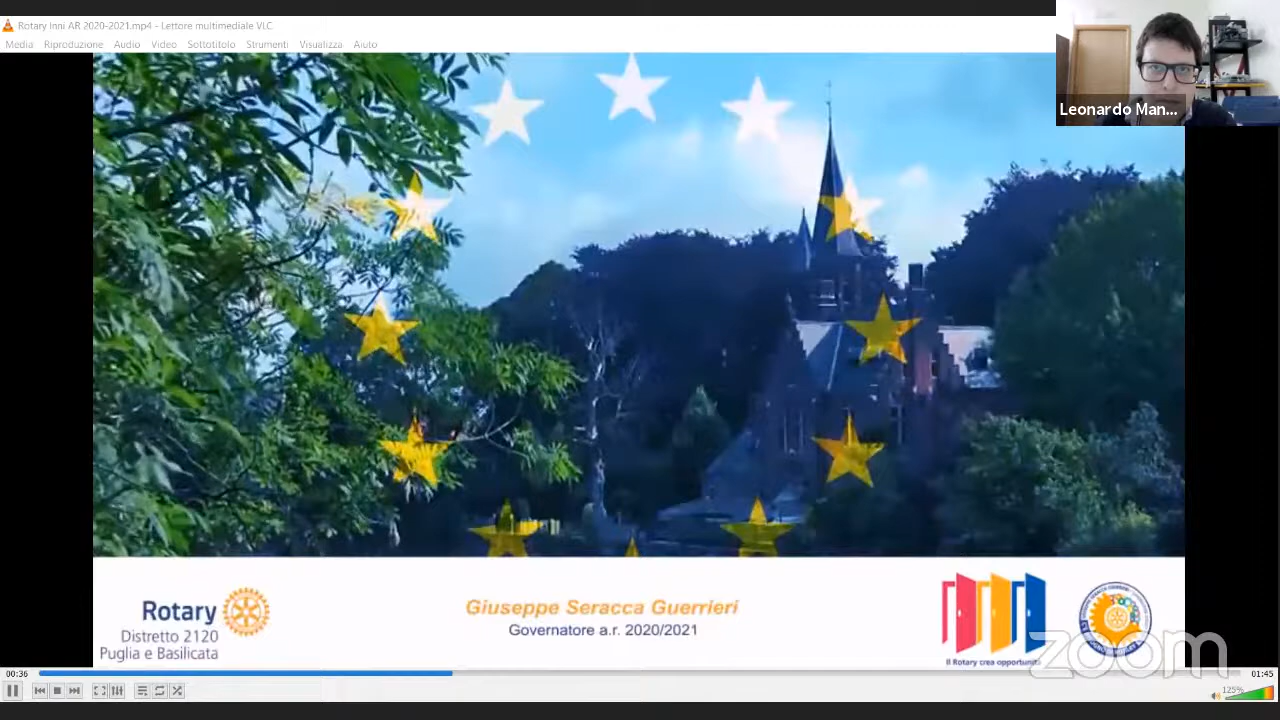 Rotary Inni AR 2020-2021.mp4 - Lettore multimediale VLC
Media Riproduzione Audio Video Sottotitolo Strumenti Visualizza Aiuto
Leonardo Man...
Rotary
Distretto 2120
Puglia e Basilicata
Giuseppe Seracca Guerrieri
Governatore a.r. 2020/2021
Il Rotary crea opportunità
zoom
00:36
01:45
125%